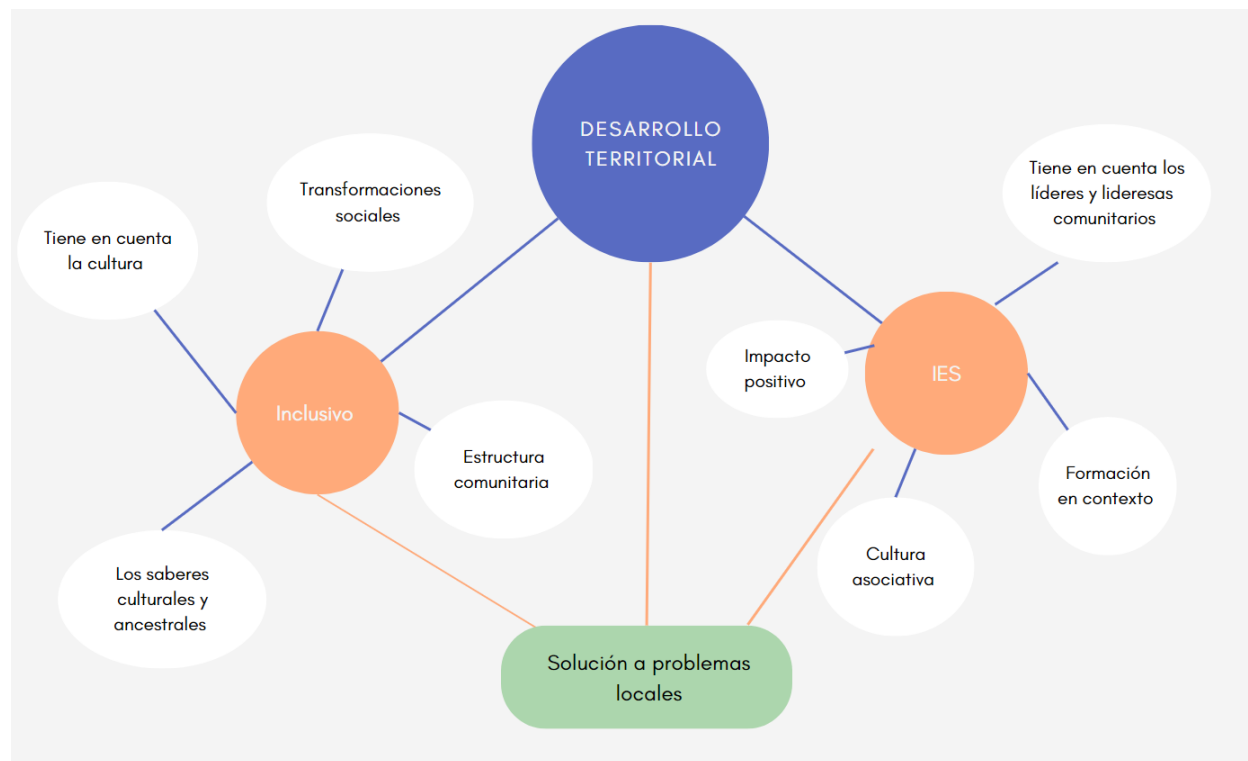 DESARROLLO
TERRITORIAL
Transformaciones
sociales
Tiene en cuenta
la cultura
Inclusivo
Estructura
comunitaria
Los saberes
culturales y
ancestrales
Tiene en cuenta los
líderes y lideresas
comunitarios
Impacto
positivo
IES
Formación
en contexto
Cultura
asociativa
Solución a problemas
locales